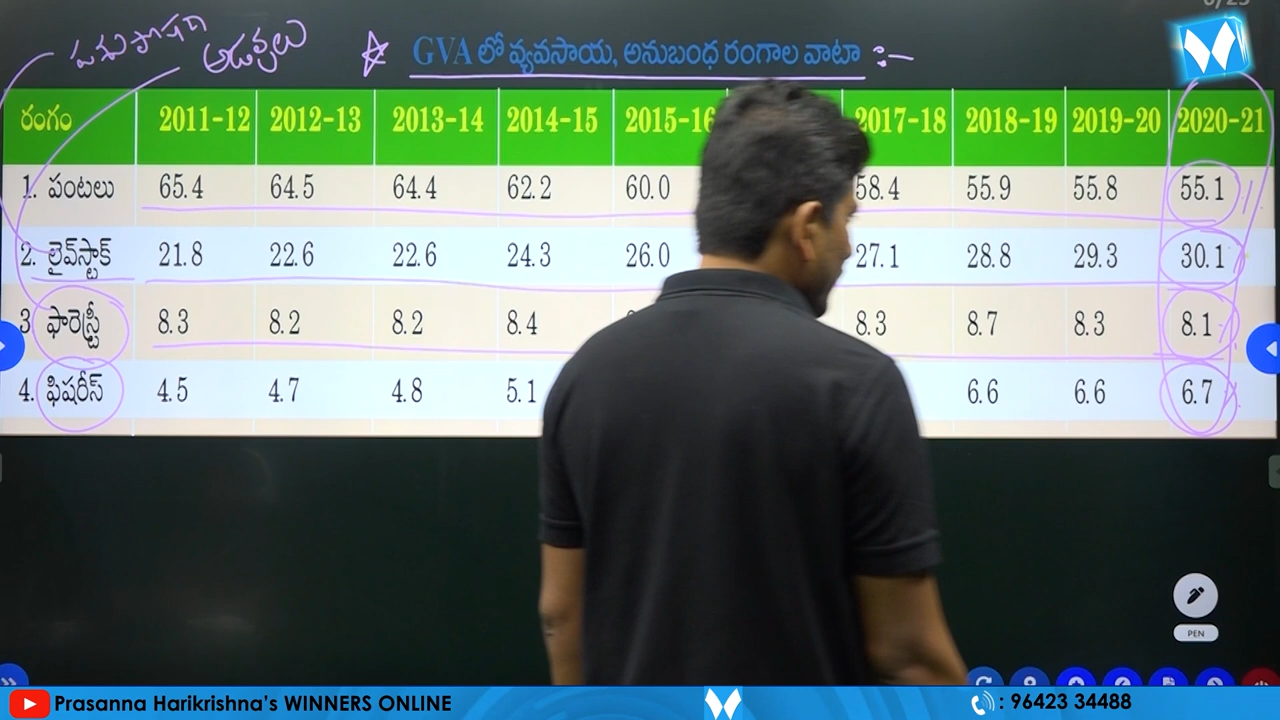 పశుపోషణ
అడవులు
GVA లో వ్యవసాయ, అనుబంధ రంగాల వాటా :-
రంగం 2011-12 2012-13 2013-14 2014-15 2015-16 2017-18 2018-19 2019-20 2020-21
1. పంటలు 65.4 64.5 64.4 62.2 60.0 58.4 55.9 55.8 55.1
2. లైవ్‌స్టాక్ 21.8 22.6 22.6 24.3 26.0 27.1 28.8 29.3 30.1
3 ఫారెస్ట్రీ 8.3 8.2 8.2 8.4 8.3 8.7 8.3 8.1
4. ఫిషరీస్ 4.5 4.7 4.8 5.1 6.6 6.6 6.7
PEN
Prasanna Harikrishna's WINNERS ONLINE : 96423 34488